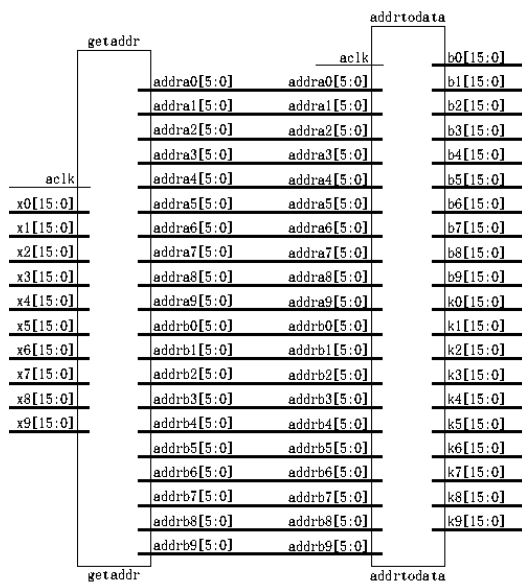 addrtodata
getaddr
aclk b0[15:0]
addra0[5:0] addra0[5:0] b1[15:0]
addra1[5:0] addra1[5:0] b2[15:0]
addra2[5:0] addra2[5:0] b3[15:0]
addra3[5:0] addra3[5:0] b4[15:0]
aclk addra4[5:0] addra4[5:0] b5[15:0]
x0[15:0] addra5[5:0] addra5[5:0] b6[15:0]
x1[15:0] addra6[5:0] addra6[5:0] b7[15:0]
x2[15:0] addra7[5:0] addra7[5:0] b8[15:0]
x3[15:0] addra8[5:0] addra8[5:0] b9[15:0]
x4[15:0] addra9[5:0] addra9[5:0] k0[15:0]
x5[15:0] addrb0[5:0] addrb0[5:0] k1[15:0]
x6[15:0] addrb1[5:0] addrb1[5:0] k2[15:0]
x7[15:0] addrb2[5:0] addrb2[5:0] k3[15:0]
x8[15:0] addrb3[5:0] addrb3[5:0] k4[15:0]
x9[15:0] addrb4[5:0] addrb4[5:0] k5[15:0]
addrb5[5:0] addrb5[5:0] k6[15:0]
addrb6[5:0] addrb6[5:0] k7[15:0]
addrb7[5:0] addrb7[5:0] k8[15:0]
addrb8[5:0] addrb8[5:0] k9[15:0]
addrb9[5:0] addrb9[5:0]
getaddr addrtodata